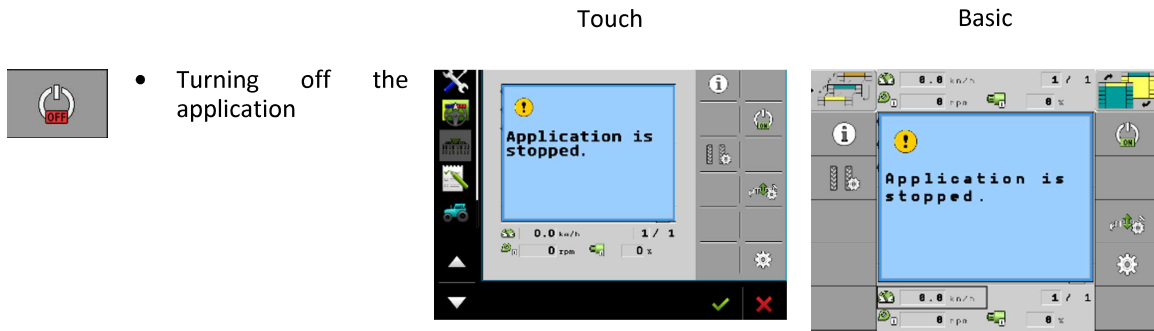 Touch
Basic
OFF
• Turning off the
application
Application is
stopped.
ON
0.0 km/h 1 / 1
0 rpm 0 %
0.0 km/h 1 / 1
0 rpm 0 %
ON
Application is
stopped.
0.0 km/h 1 / 1
0 rpm 0 %